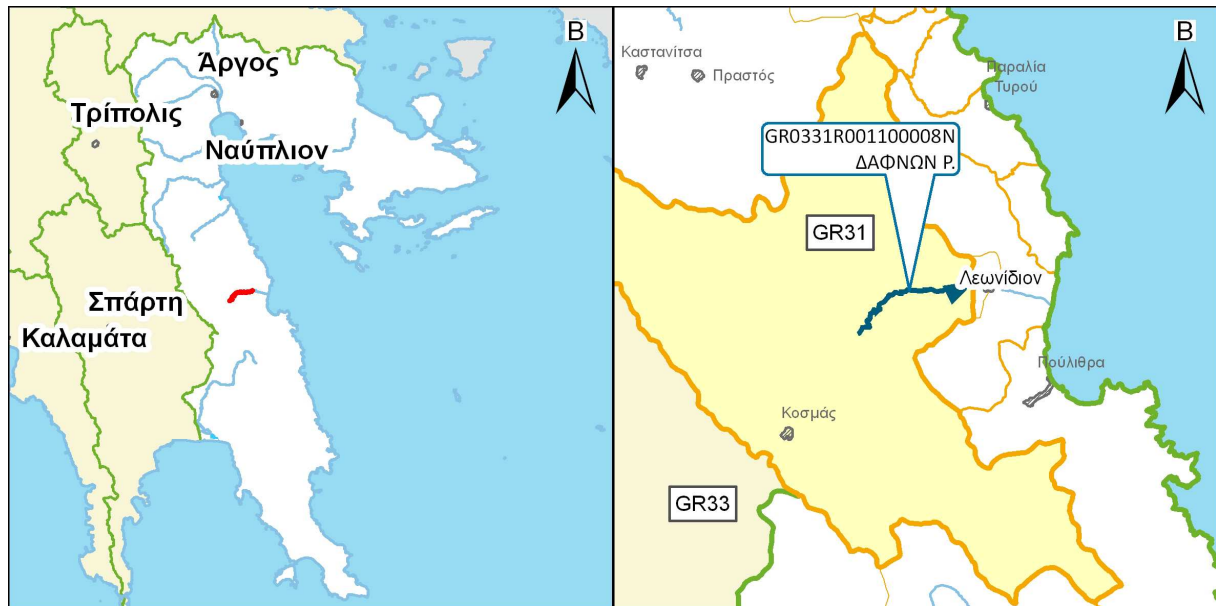 B
Άργος
Τρίπολις
Ναύπλιον
Σπάρτη
Καλαμάτα
B
Καστανίτσα
Πραστός
Παραλία
Τυρού
GR0331R001100008N
ΔΑΦΝΩΝ Ρ.
GR31
Λεωνίδιον
Πούλιθρα
Κοσμάς
GR33